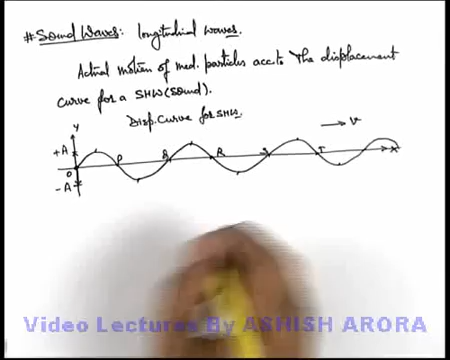 # Sound Waves: longitudinal waves.
Actual motion of med. particles acc. to the displacement
curve for a SHW (sound).
Disp. Curve for SHW
y
+A
-A
O
P
Q
R
S
T
→ v
x
Video Lectures By ASHISH ARORA